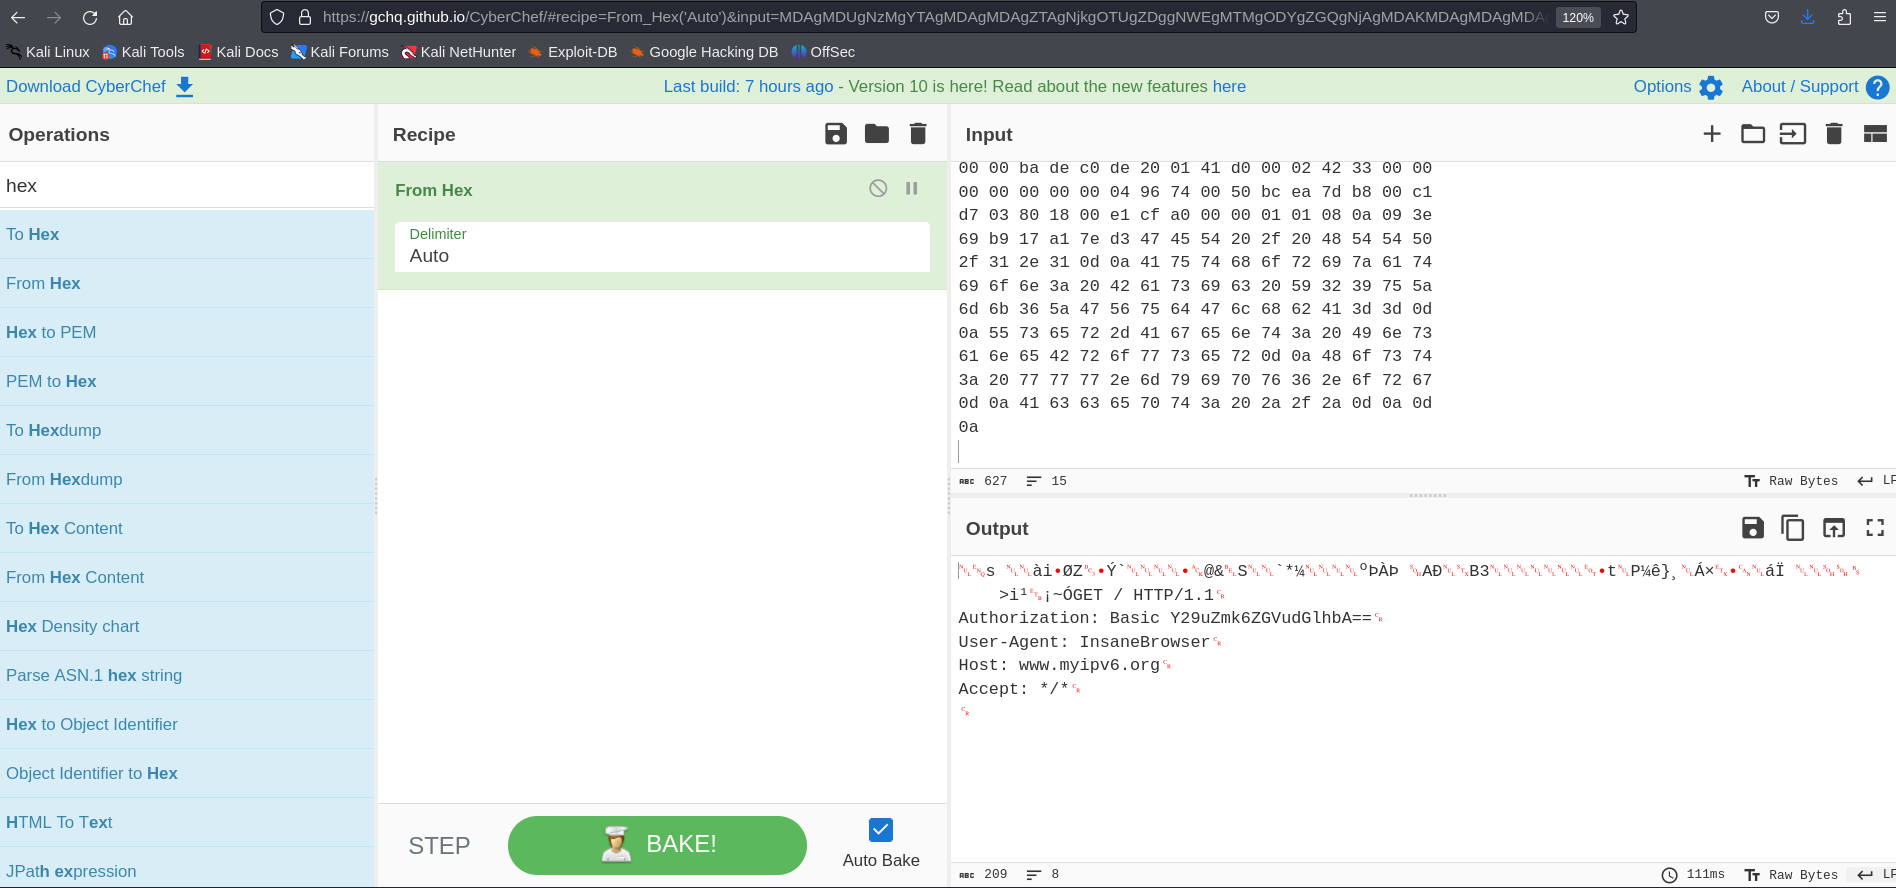 https://gchq.github.io/CyberChef/#recipe=From_Hex('Auto')&input=MDAgMDUgNzMgYTAgMDAgMDAgZTAgNjkgOTUgZDggNWEgMTMgODYgZGQgNjAgMDAKMDAgMDAgMDA
120%
Kali Linux Kali Tools Kali Docs Kali Forums Kali NetHunter Exploit-DB Google Hacking DB OffSec
Download CyberChef
Last build: 7 hours ago - Version 10 is here! Read about the new features here
Options
About / Support
Operations
hex
To Hex
From Hex
Hex to PEM
PEM to Hex
To Hexdump
From Hexdump
To Hex Content
From Hex Content
Hex Density chart
Parse ASN.1 hex string
Hex to Object Identifier
Object Identifier to Hex
HTML To Text
JPath expression
Recipe
From Hex
Delimiter
Auto
STEP
BAKE!
Auto Bake
Input
00 00 ba de c0 de 20 01 41 d0 00 02 42 33 00 00
00 00 00 00 00 04 96 74 00 50 bc ea 7d b8 00 c1
d7 03 80 18 00 e1 cf a0 00 00 01 01 08 0a 09 3e
69 b9 17 a1 7e d3 47 45 54 20 2f 20 48 54 54 50
2f 31 2e 31 0d 0a 41 75 74 68 6f 72 69 7a 61 74
69 6f 6e 3a 20 42 61 73 69 63 20 59 32 39 75 5a
6d 6b 36 5a 47 56 75 64 47 6c 68 62 41 3d 3d 0d
0a 55 73 65 72 2d 41 67 65 6e 74 3a 20 49 6e 73
61 6e 65 42 72 6f 77 73 65 72 0d 0a 48 6f 73 74
3a 20 77 77 77 2e 6d 79 69 70 76 36 2e 6f 72 67
0d 0a 41 63 63 65 70 74 3a 20 2a 2f 2a 0d 0a 0d
0a
ABC 627 15
Raw Bytes LF
Output
>i¹␗¡~ÓGET / HTTP/1.1␍
Authorization: Basic Y29uZmk6ZGVudGlhbA==␍
User-Agent: InsaneBrowser␍
Host: www.myipv6.org␍
Accept: */*␍
␍
ABC 209 8
111ms Raw Bytes LF